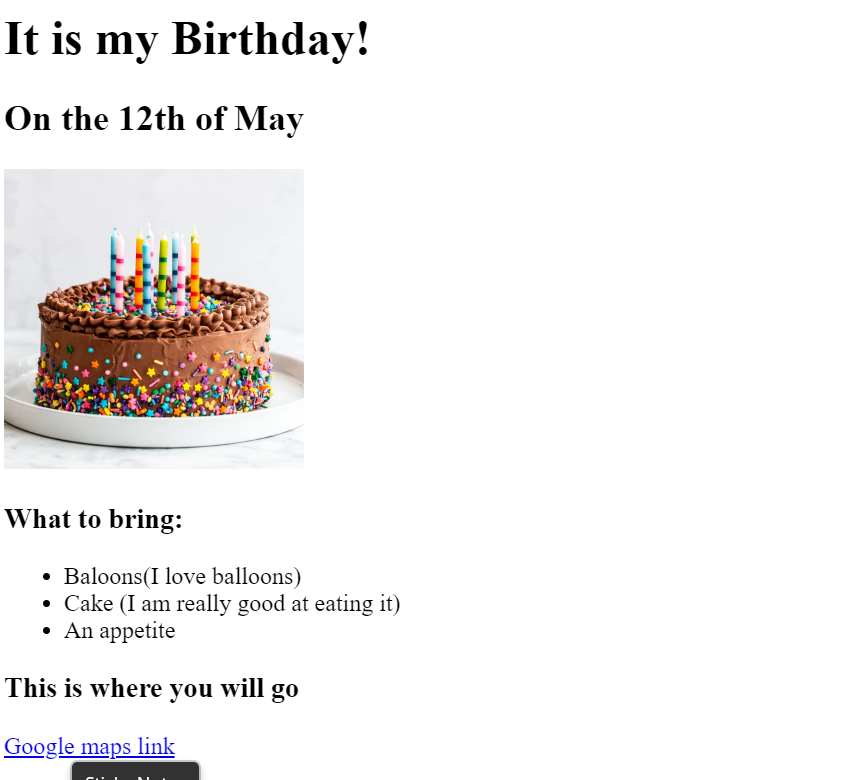 It is my Birthday!
On the 12th of May
What to bring:
Baloons(I love balloons)
Cake (I am really good at eating it)
An appetite
This is where you will go
Google maps link